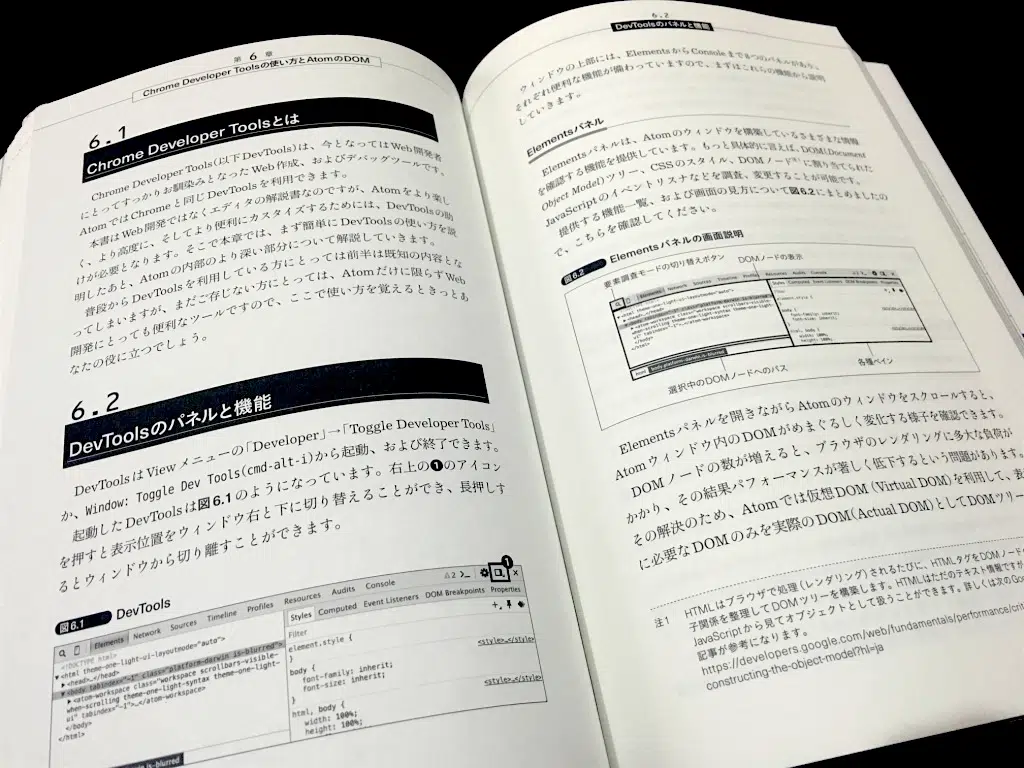 第 6 章
Chrome Developer Toolsの使い方とAtomのDOM
6.1
Chrome Developer Toolsとは
Chrome Developer Tools(以下DevTools)は、今となってはWeb開発者
にとってすっかりお馴染みとなったWeb作成、およびデバッグツールです。
AtomではChromeと同じDevToolsを利用できます。
本書はWeb開発ではなくエディタの解説書なのですが、Atomをより楽し
く、より高度に、そしてより便利にカスタマイズするためには、DevToolsの助
けが必要となります。そこで本章では、まず簡単にDevToolsの使い方を説
明したあと、Atomの内部のより深い部分について解説していきます。
普段からDevToolsを利用している方にとっては前半は既知の内容とな
ってしまいますが、まだご存じない方にとっては、Atomだけに限らずWeb
開発にとっても便利なツールですので、ここで使い方を覚えるときっとあ
なたの役に立つでしょう。
6.2
DevToolsのパネルと機能
DevToolsはViewメニューの「Developer」→「Toggle Developer Tools」
か、Window: Toggle Dev Tools(cmd-alt-i)から起動、および終了できます。
起動したDevToolsは図6.1のようになっています。右上の❶のアイコン
を押すと表示位置をウィンドウ右と下に切り替えることができ、長押しす
るとウィンドウから切り離すことができます。
図6.1 DevTools
❶
Elements Network Sources Timeline Profiles Resources Audits Console
⚠2
<!DOCTYPE html>
<html theme-one-light-ui-layoutmode="auto">
▶<head>…</head>
▼<body tabindex="-1" class="platform-darwin is-blurred">
▶<atom-workspace class="workspace scrollbars-visible-
when-scrolling theme-one-light-syntax theme-one-light-
ui" tabindex="-1">…</atom-workspace>
</body>
</html>
Styles Computed Event Listeners DOM Breakpoints Properties
Filter
element.style {
}
body { <style>…</style>
font-family: inherit;
font-size: inherit;
}
html, body { <style>…</style>
width: 100%;
height: 100%;
is-blurred
6.2
DevToolsのパネルと機能
ウィンドウの上部には、ElementsからConsoleまで8つのパネルがあり、
それぞれ便利な機能が備わっていますので、まずはこれらの機能から説明
していきます。
Elementsパネル
Elementsパネルは、Atomのウィンドウを構築しているさまざまな情報
を確認する機能を提供しています。もっと具体的に言えば、DOM(Document
Object Model)ツリー、CSSのスタイル、DOMノード注1に割り当てられた
JavaScriptのイベントリスナなどを調査、変更することが可能です。
提供する機能一覧、および画面の見方について図6.2にまとめましたの
で、こちらを確認してください。
図6.2 Elementsパネルの画面説明
要素調査モードの切り替えボタン DOMノードの表示
選択中のDOMノードへのパス 各種ペイン
Elementsパネルを開きながらAtomのウィンドウをスクロールすると、
Atomウィンドウ内のDOMがめまぐるしく変化する様子を確認できます。
DOMノードの数が増えると、ブラウザのレンダリングに多大な負荷が
かかり、その結果パフォーマンスが著しく低下するという問題があります。
その解決のため、Atomでは仮想DOM(Virtual DOM)を利用して、表
に必要なDOMのみを実際のDOM(Actual DOM)としてDOMツリー
注1 HTMLはブラウザで処理(レンダリング)されるたびに、HTMLタグをDOMノード
子関係を整理してDOMツリーを構築します。HTMLはただのテキスト情報ですが
JavaScriptから見てオブジェクトとして扱うことができます。詳しくは次のGoo
記事が参考になります。
https://developers.google.com/web/fundamentals/performance/crit
constructing-the-object-model?hl=ja